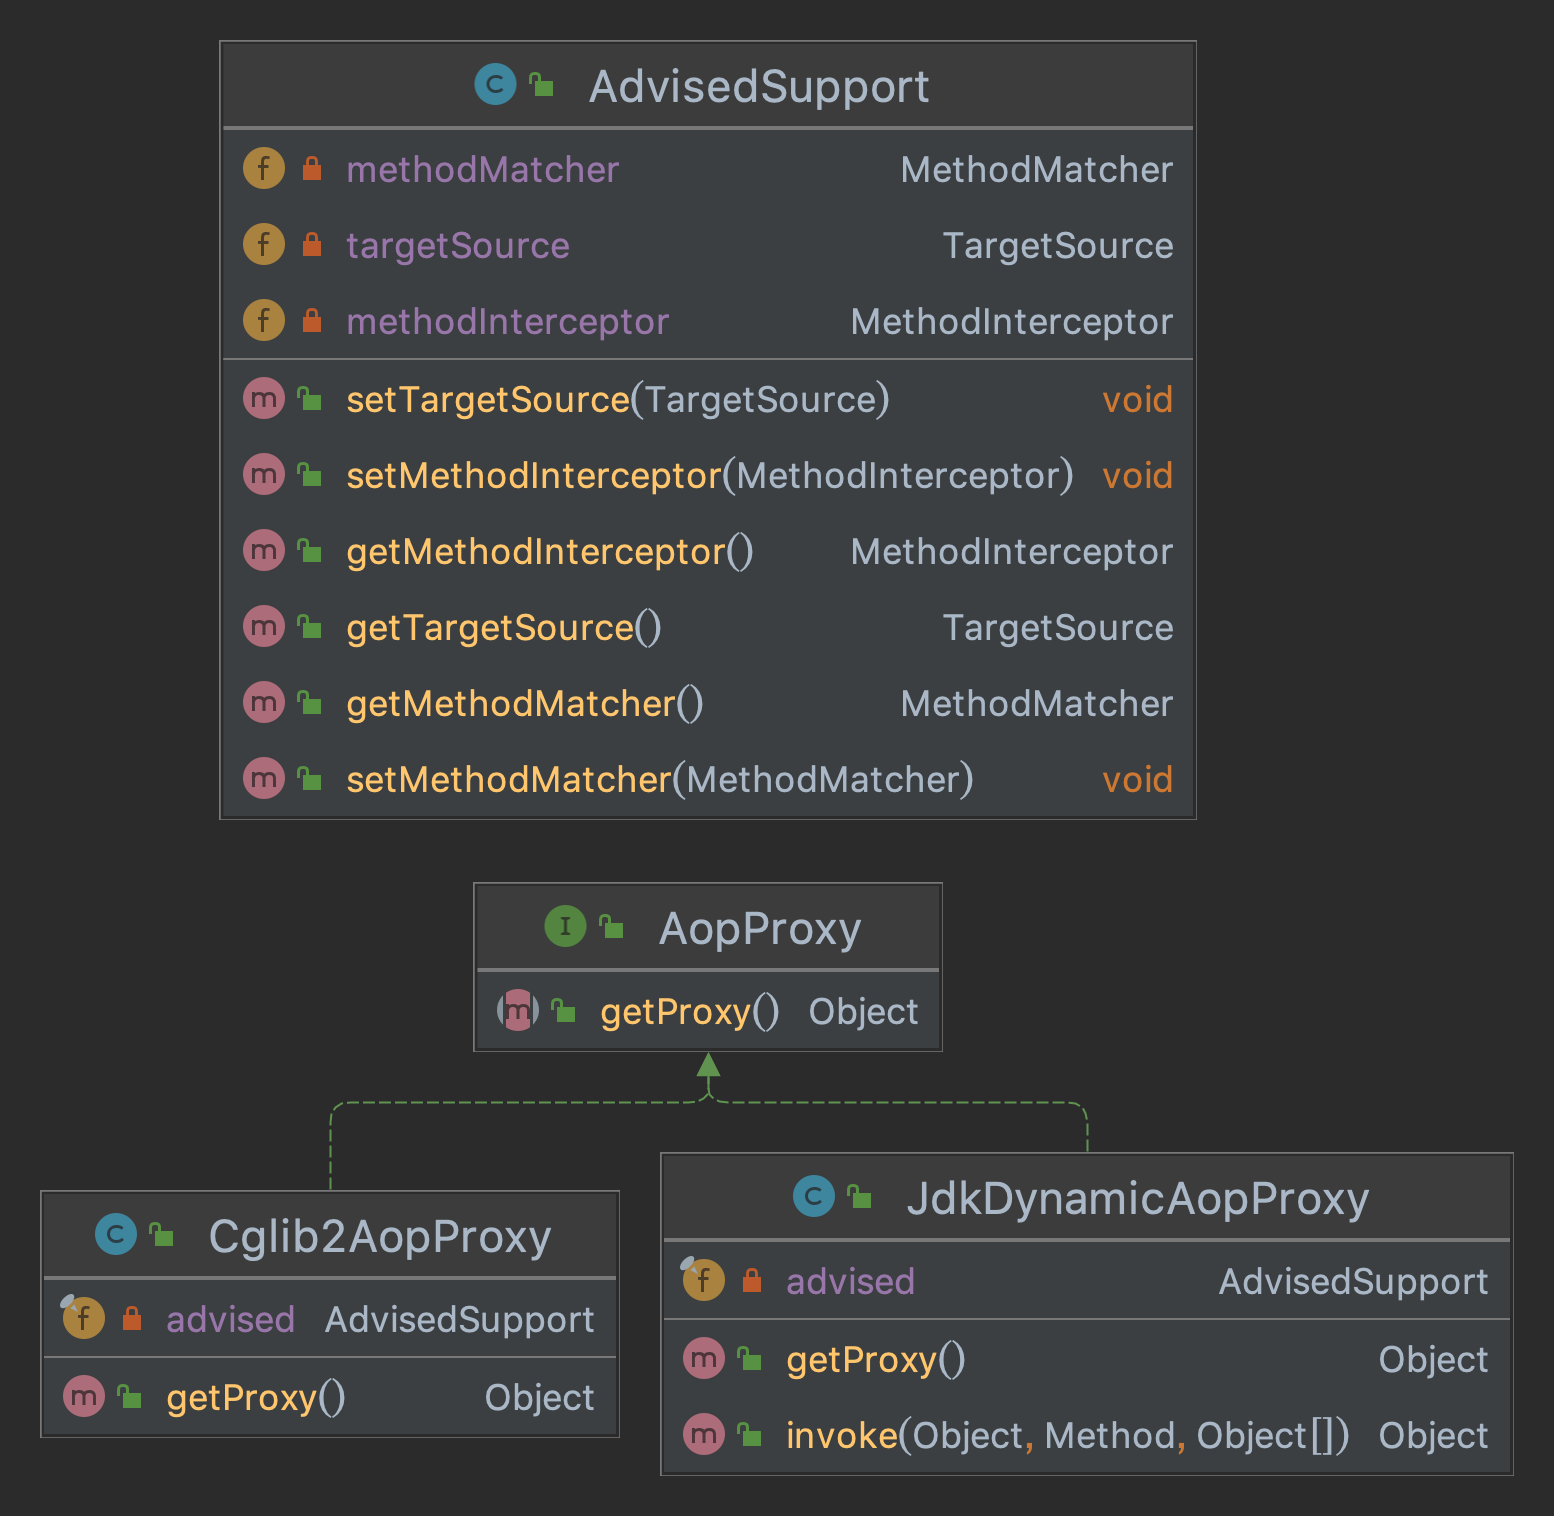 C AdvisedSupport
f methodMatcher MethodMatcher
f targetSource TargetSource
f methodInterceptor MethodInterceptor
m setTargetSource(TargetSource) void
m setMethodInterceptor(MethodInterceptor) void
m getMethodInterceptor() MethodInterceptor
m getTargetSource() TargetSource
m getMethodMatcher() MethodMatcher
m setMethodMatcher(MethodMatcher) void
I AopProxy
m getProxy() Object
C Cglib2AopProxy
f advised AdvisedSupport
m getProxy() Object
C JdkDynamicAopProxy
f advised AdvisedSupport
m getProxy() Object
m invoke(Object, Method, Object[]) Object